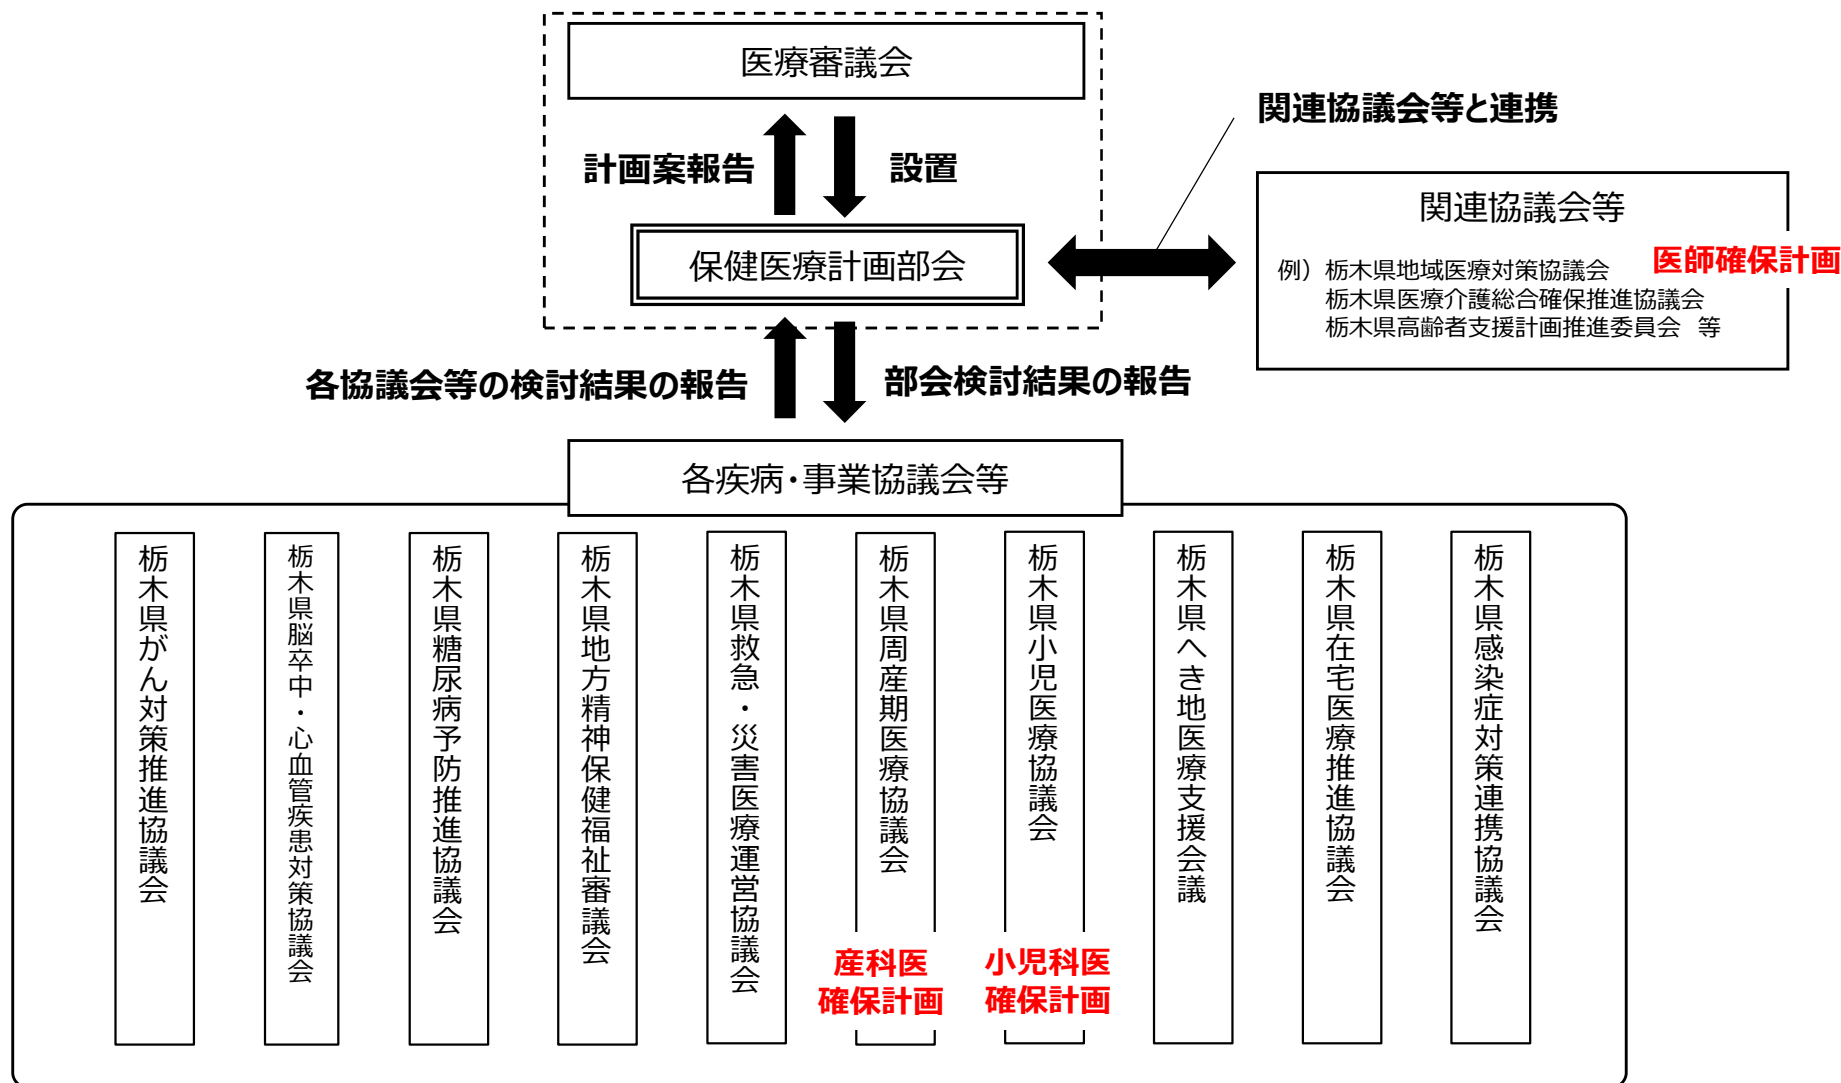 医療審議会
計画案報告
設置
関連協議会等と連携
保健医療計画部会
関連協議会等
例）栃木県地域医療対策協議会
医師確保計画
栃木県医療介護総合確保推進協議会
栃木県高齢者支援計画推進委員会 等
各協議会等の検討結果の報告
部会検討結果の報告
各疾病・事業協議会等
栃木県がん対策推進協議会
栃木県脳卒中・心血管疾患対策協議会
栃木県糖尿病予防推進協議会
栃木県地方精神保健福祉審議会
栃木県救急・災害医療運営協議会
栃木県周産期医療協議会
産科医
確保計画
栃木県小児医療協議会
小児科医
確保計画
栃木県へき地医療支援会議
栃木県在宅医療推進協議会
栃木県感染症対策連携協議会